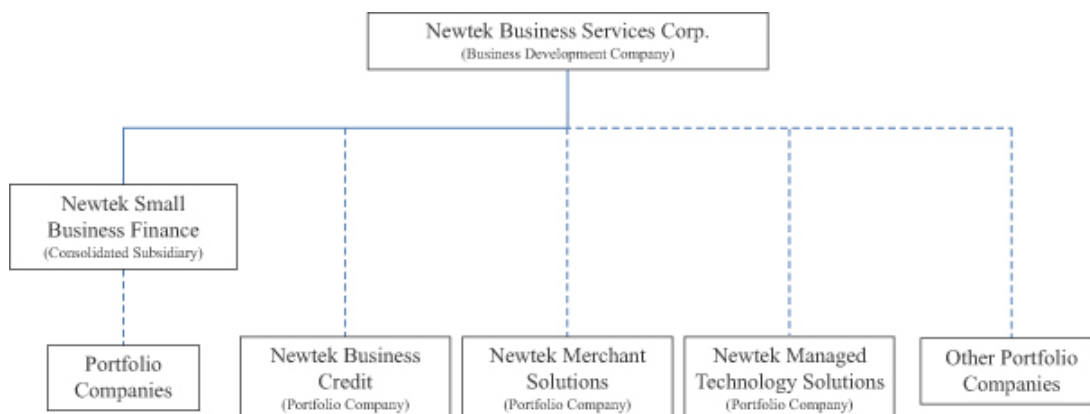 Newtek Business Services Corp.
(Business Development Company)
Newtek Small
Business Finance
(Consolidated Subsidiary)
Portfolio
Companies
Newtek Business
Credit
(Portfolio Company)
Newtek Merchant
Solutions
(Portfolio Company)
Newtek Managed
Technology Solutions
(Portfolio Company)
Other Portfolio
Companies